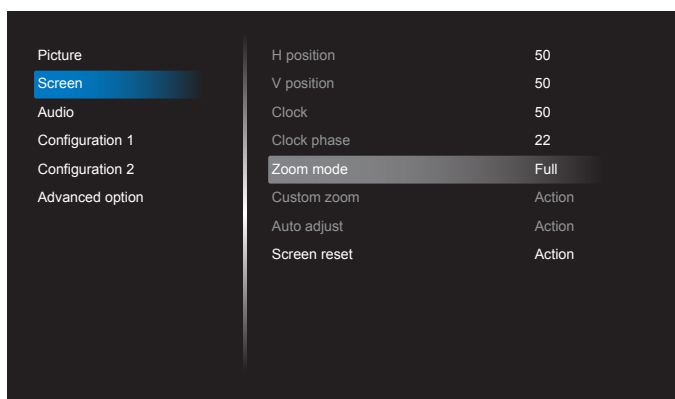 Picture
Screen
Audio
Configuration 1
Configuration 2
Advanced option
H position 50
V position 50
Clock 50
Clock phase 22
Zoom mode Full
Custom zoom Action
Auto adjust Action
Screen reset Action